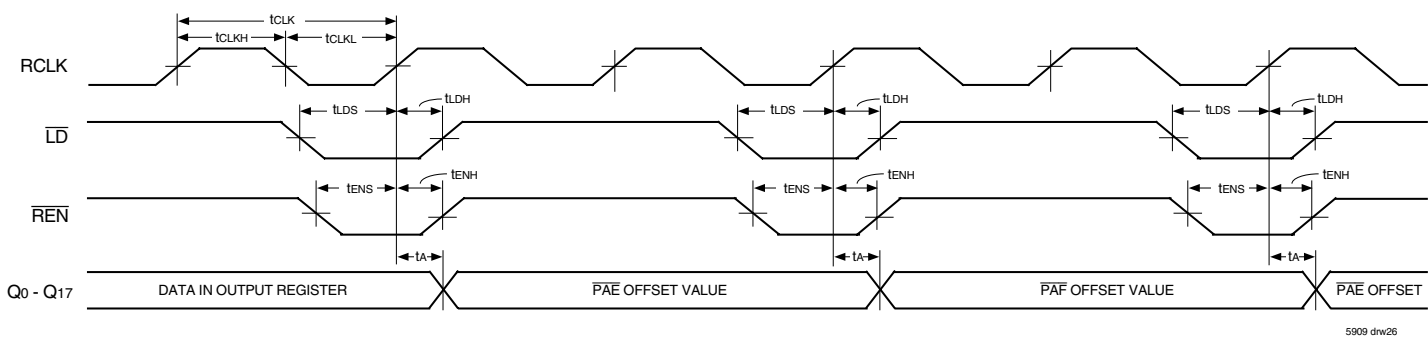 tCLK
tCLKH
tCLKL
RCLK
tLDS
tLDH
tLDS
tLDH
tLDS
tLDH
LD
tENS
tENH
tENS
tENH
tENS
tENH
REN
tA
tA
tA
Q0 - Q17
DATA IN OUTPUT REGISTER
PAE OFFSET VALUE
PAF OFFSET VALUE
PAE OFFSET
5909 drw26